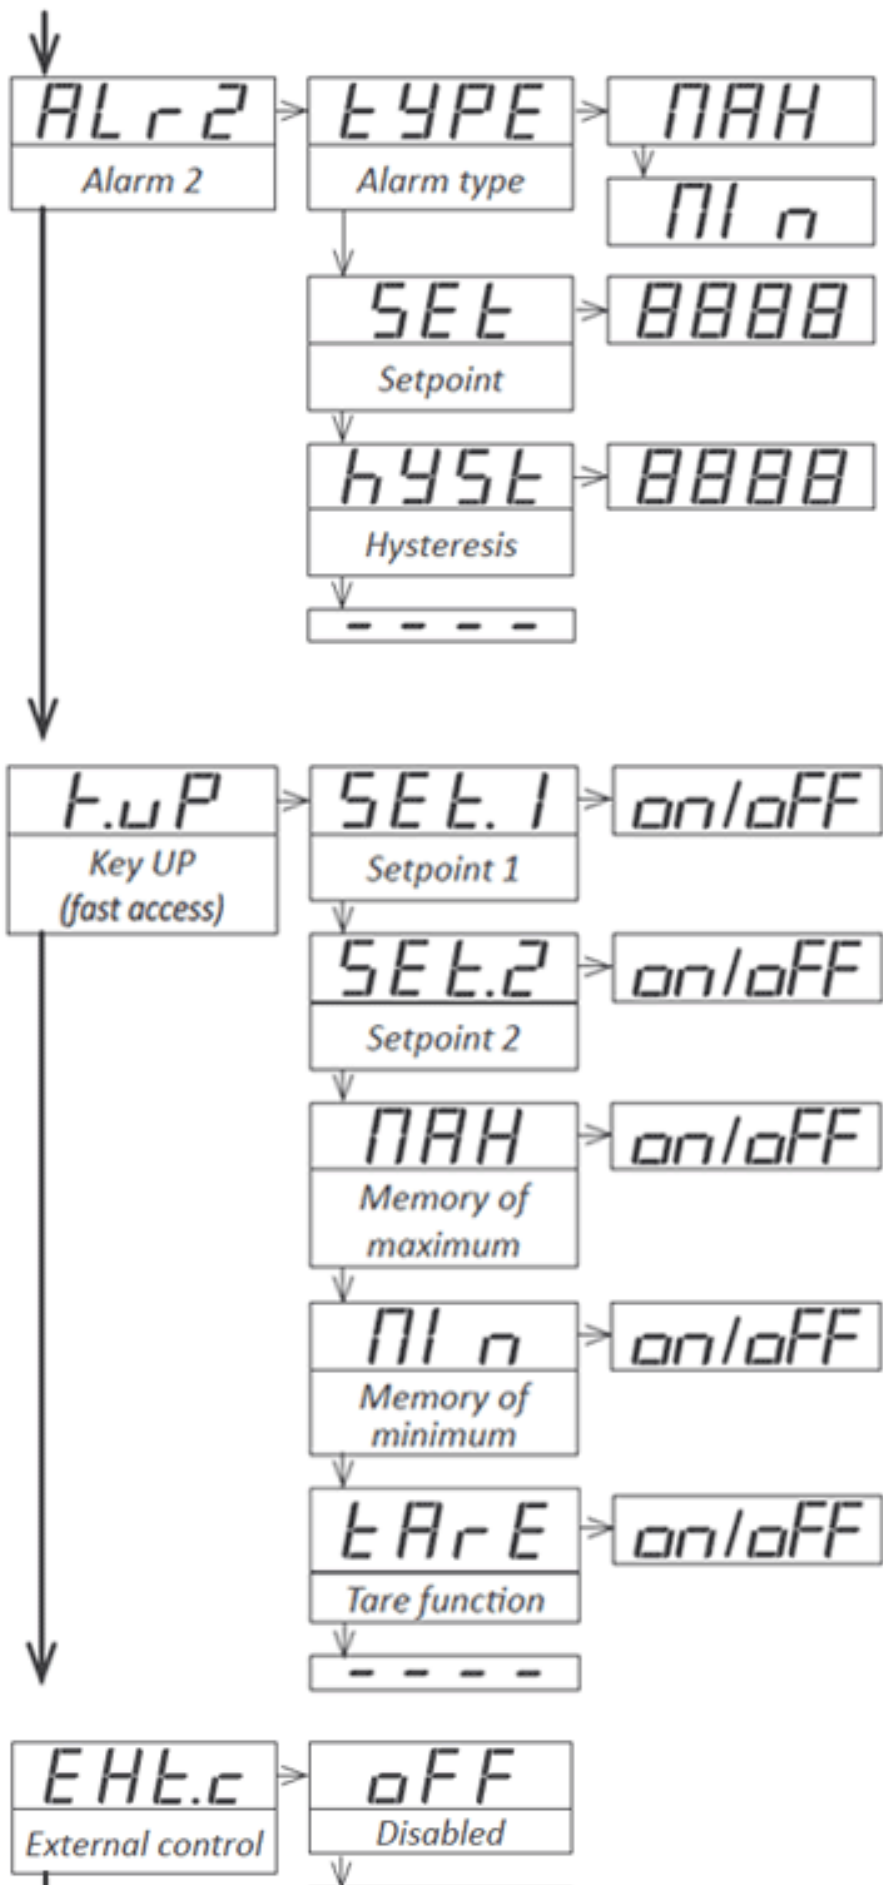 ALr2
Alarm 2
tYPE
Alarm type
MAH
MIn
SEt
Setpoint
8888
hYSt
Hysteresis
8888
- - - -
k.uP
Key UP
(fast access)
SEt.1
Setpoint 1
on/oFF
SEt.2
Setpoint 2
on/oFF
MAH
Memory of
maximum
on/oFF
MIn
Memory of
minimum
on/oFF
tArE
Tare function
on/oFF
- - - -
EHt.c
External control
oFF
Disabled